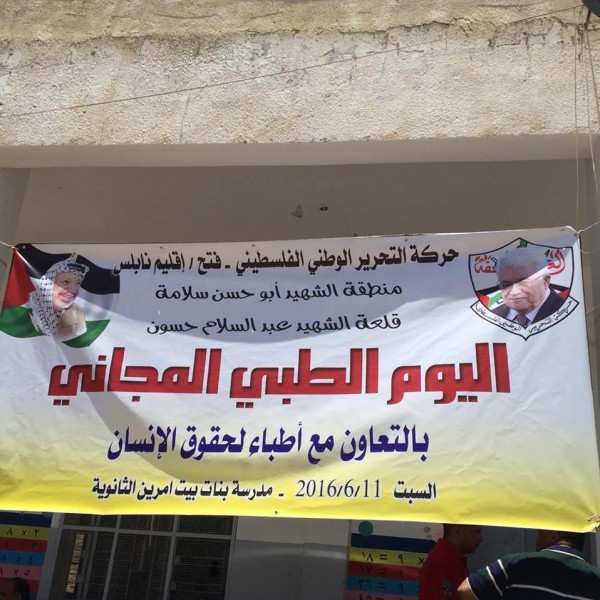 حركة التحرير الوطني الفلسطيني - فتح / إقليم نابلس
منطقة الشهيد أبو حسن سلامة
قلعة الشهيد عبد السلام حسون
اليوم الطبي المجاني
بالتعاون مع أطباء لحقوق الإنسان
السبت 2016/6/11 - مدرسة بنات بيت امرين الثانوية